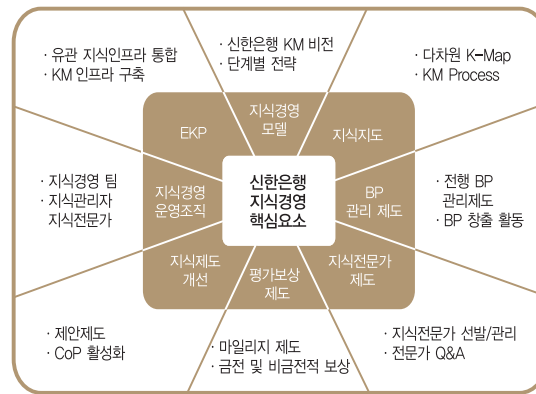 · 유관 지식인프라 통합
· KM 인프라 구축
· 신한은행 KM 비전
· 단계별 전략
· 다차원 K-Map
· KM Process
EKP
지식경영
모델
지식지도
· 지식경영 팀
· 지식관리자
지식전문가
지식경영
운영조직
신한은행
지식경영
핵심요소
BP
관리 제도
· 전행 BP
관리제도
· BP 창출 활동
지식제도
개선
평가보상
제도
지식전문가
제도
· 제안제도
· CoP 활성화
· 마일리지 제도
· 금전 및 비금전적 보상
· 지식전문가 선발/관리
· 전문가 Q&A